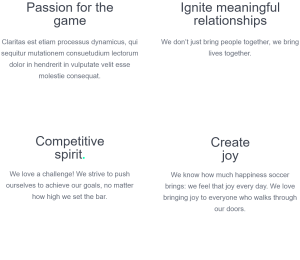 Passion for the
game
Claritas est etiam processus dynamicus, qui
sequitur mutationem consuetudium lectorum
dolor in hendrerit in vulputate velit esse
molestie consequat.
Ignite meaningful
relationships
We don't just bring people together, we bring
lives together.
Competitive
spirit.
We love a challenge! We strive to push
ourselves to achieve our goals, no matter
how high we set the bar.
Create
joy
We know how much happiness soccer
brings: we feel that joy every day. We love
bringing joy to everyone who walks through
our doors.